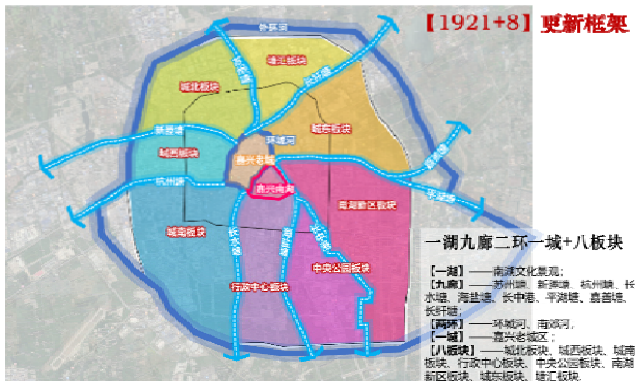 【1921+8】更新框架
城北板块
塘汇板块
苏州塘
长纤塘
新塍塘
环城河
城东板块
城西板块
嘉兴老城
杭州塘
嘉兴南湖
南湖新区板块
城南板块
长水塘
海盐塘
长中港
中央公园板块
行政中心板块
一湖九廊二环一城+八板块
【一湖】——南湖文化景观；
【九廊】——苏州塘、新塍塘、杭州塘、长
水塘、海盐塘、长中港、平湖塘、嘉善塘、
长纤塘；
【两环】——环城河、南郊河，
【一城】——嘉兴老城区；
【八板块】——城北板块、城西板块、城南
板块、行政中心板块、中央公园板块、南湖
新区板块、城东板块、塘汇板块.